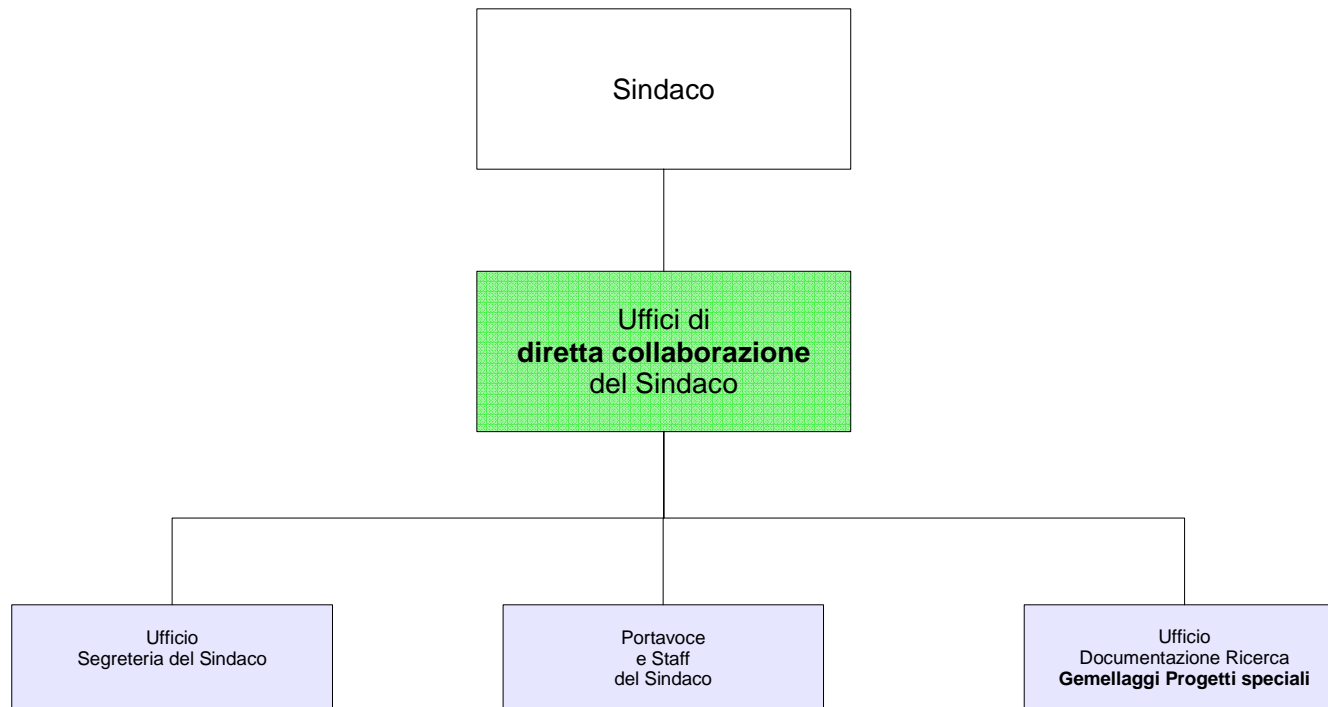 Sindaco
Uffici di
diretta collaborazione
del Sindaco
Ufficio
Segreteria del Sindaco
Portavoce
e Staff
del Sindaco
Ufficio
Documentazione Ricerca
Gemellaggi Progetti speciali